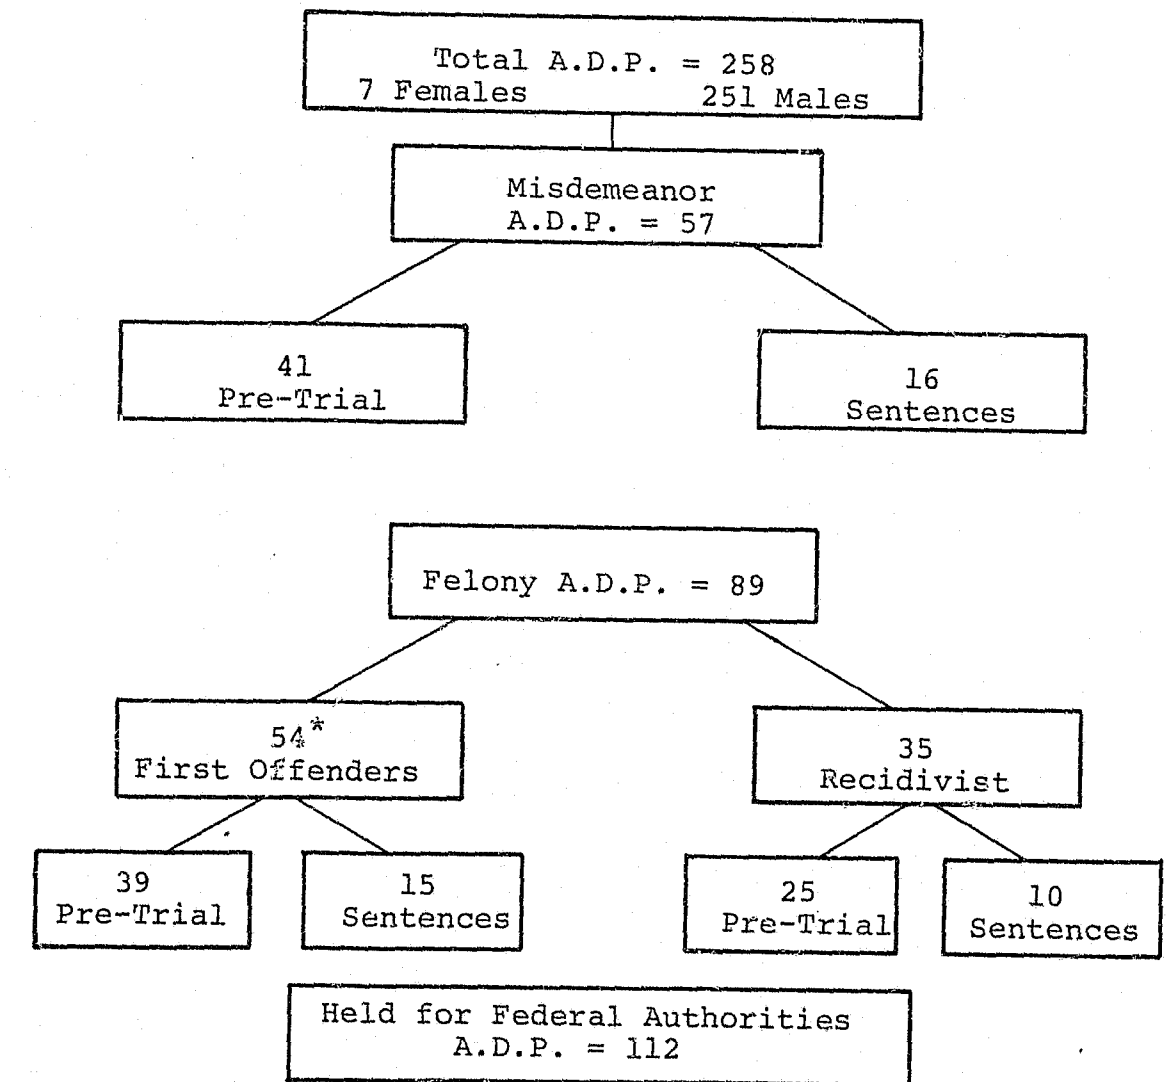 Total A.D.P. = 258
7 Females 251 Males
Misdemeanor
A.D.P. = 57
41
Pre-Trial
16
Sentences
Felony A.D.P. = 89
54*
First Offenders
35
Recidivist
39
Pre-Trial
15
Sentences
25
Pre-Trial
10
Sentences
Held for Federal Authorities
A.D.P. = 112